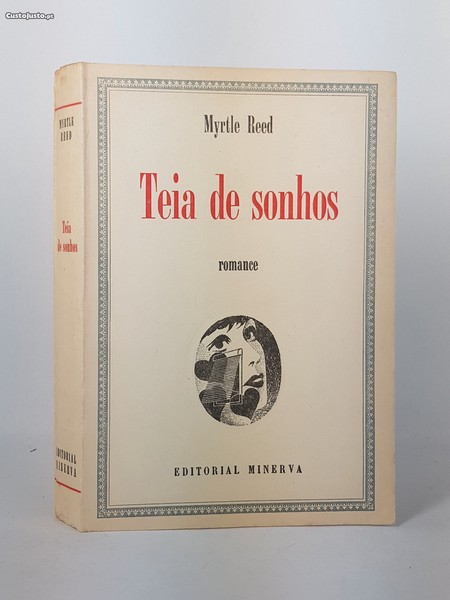 CustoJusto.pt
Myrtle Reed
Teia de sonhos
romance
EDITORIAL MINERVA
MYRTLE
REED
Teia
de sonhos
EDITORIAL
MINERVA